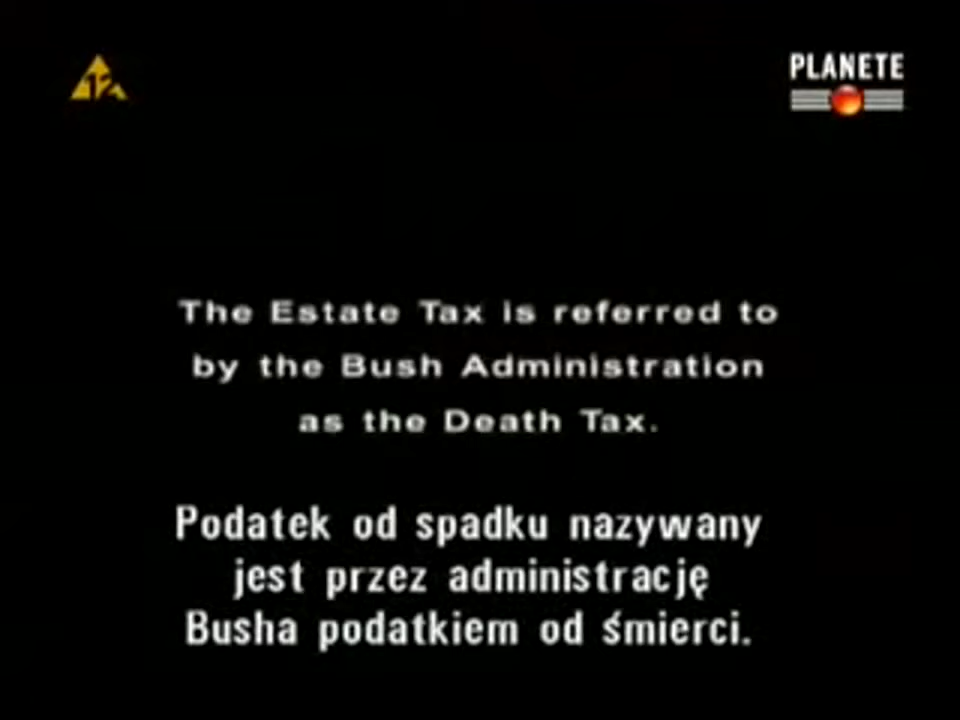 12
PLANETE
The Estate Tax is referred to
by the Bush Administration
as the Death Tax.
Podatek od spadku nazywany
jest przez administrację
Busha podatkiem od śmierci.